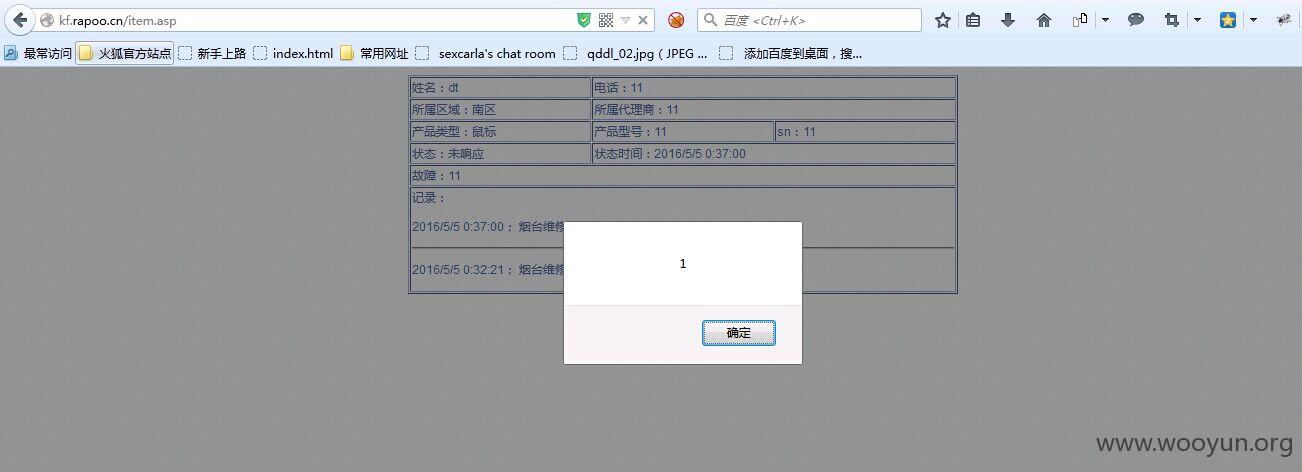 kf.rapoo.cn/item.asp
百度 <Ctrl+K>
最常访问 火狐官方站点 新手上路 index.html 常用网址 sexcarla's chat room qddl_02.jpg ( JPEG ... 添加百度到桌面，搜...
姓名：dt 电话：11
所属区域：南区 所属代理商：11
产品类型：鼠标 产品型号：11 sn：11
状态：未响应 状态时间：2016/5/5 0:37:00
故障：11
记录：
2016/5/5 0:37:00； 烟台维修
2016/5/5 0:32:21； 烟台维修
1
确定
www.wooyun.org